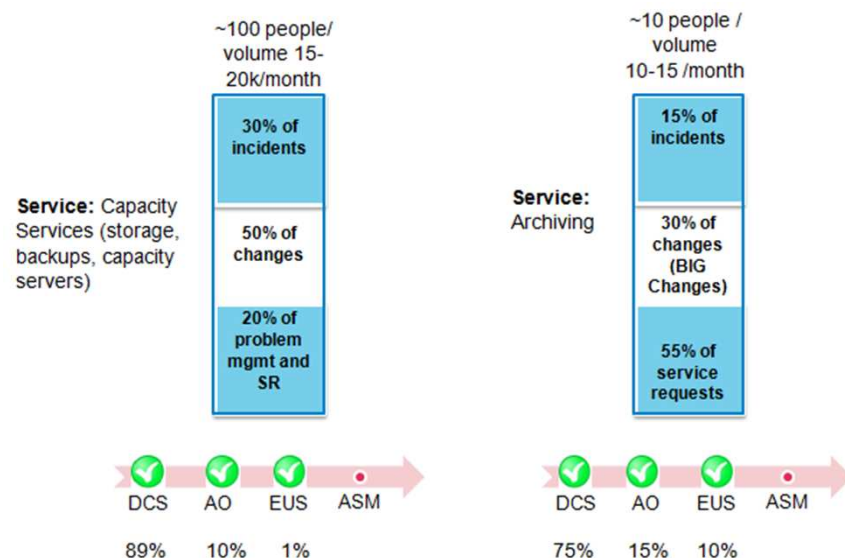 ~100 people/
volume 15-
20k/month
30% of
incidents
Service: Capacity
Services (storage,
backups, capacity
servers)
50% of
changes
20% of
problem
mgmt and
SR
DCS AO EUS ASM
89% 10% 1%
~10 people /
volume
10-15 /month
15% of
incidents
Service:
Archiving
30% of
changes
(BIG
Changes)
55% of
service
requests
DCS AO EUS ASM
75% 15% 10%